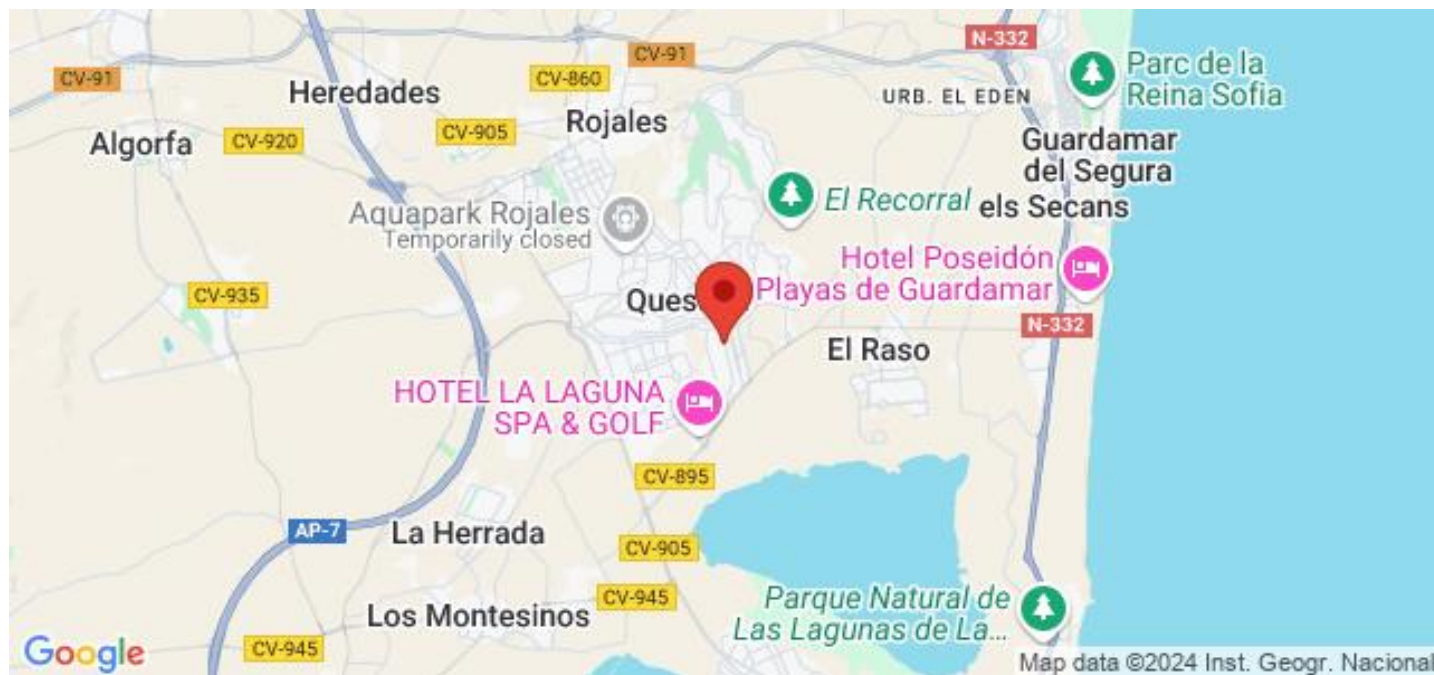 N-332
CV-91
CV-91
CV-860
Parc de la
Reina Sofia
Heredades
URB. EL EDEN
Rojales
CV-905
Algorfa
CV-920
Guardamar
del Segura
El Recorral
els Secans
Aquapark Rojales
Temporarily closed
Hotel Poseidón
Playas de Guardamar
CV-935
Ques
N-332
El Raso
HOTEL LA LAGUNA
SPA & GOLF
CV-895
AP-7
La Herrada
CV-905
CV-945
Los Montesinos
Parque Natural de
Las Lagunas de La...
CV-945
Google
Map data ©2024 Inst. Geogr. Nacional